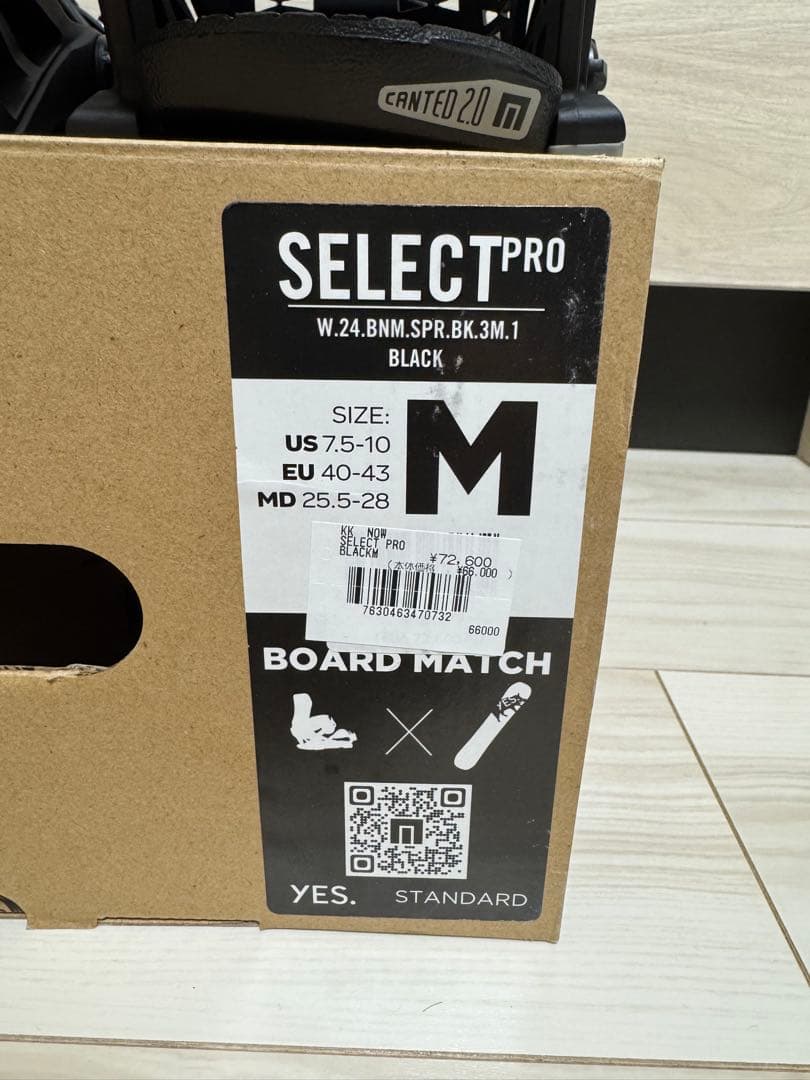 CANTED 2.0
SELECT PRO
W.24.BNM.SPR.BK.3M.1
BLACK
SIZE:
US 7.5-10
EU 40-43
MD 25.5-28
M
KK NOW
SELECT PRO
BLACKM
¥72,600
(本体価格 ¥66.000 )
7630463470732
66000
BOARD MATCH
YES.
YES. STANDARD